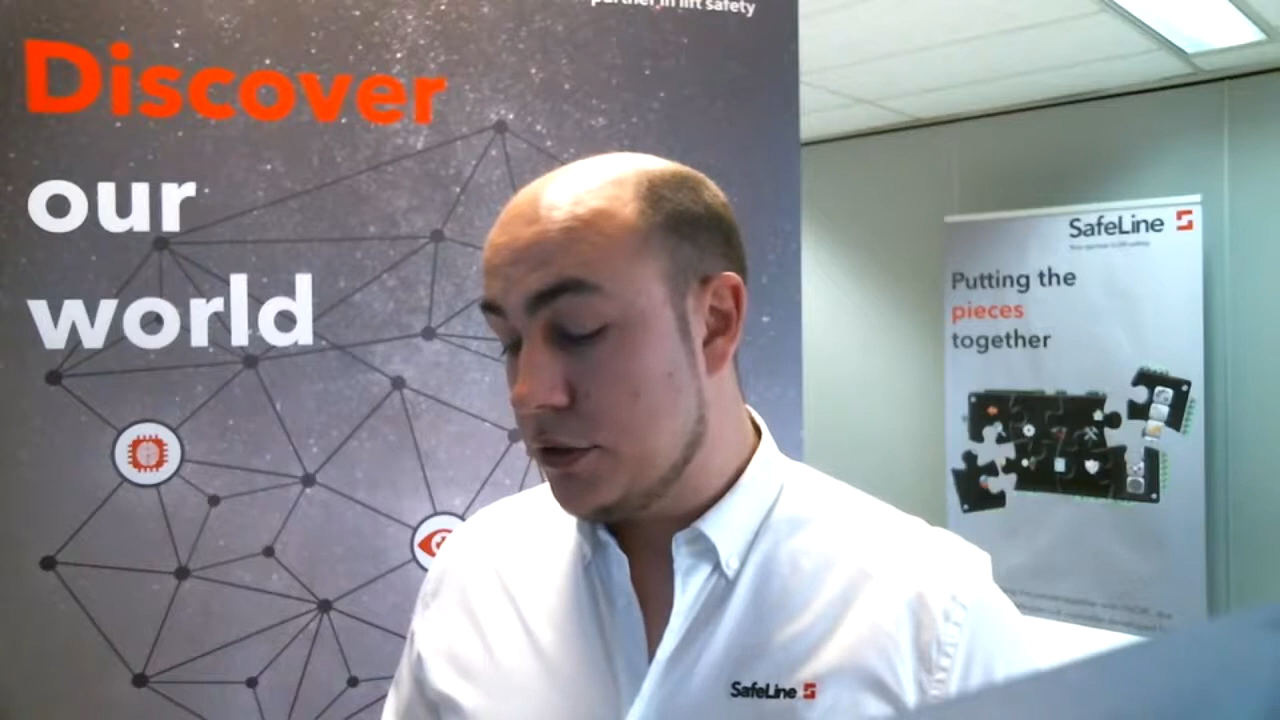 partner in lift safety
Discover
our
world
SafeLine
Putting the
pieces
together
SafeLine